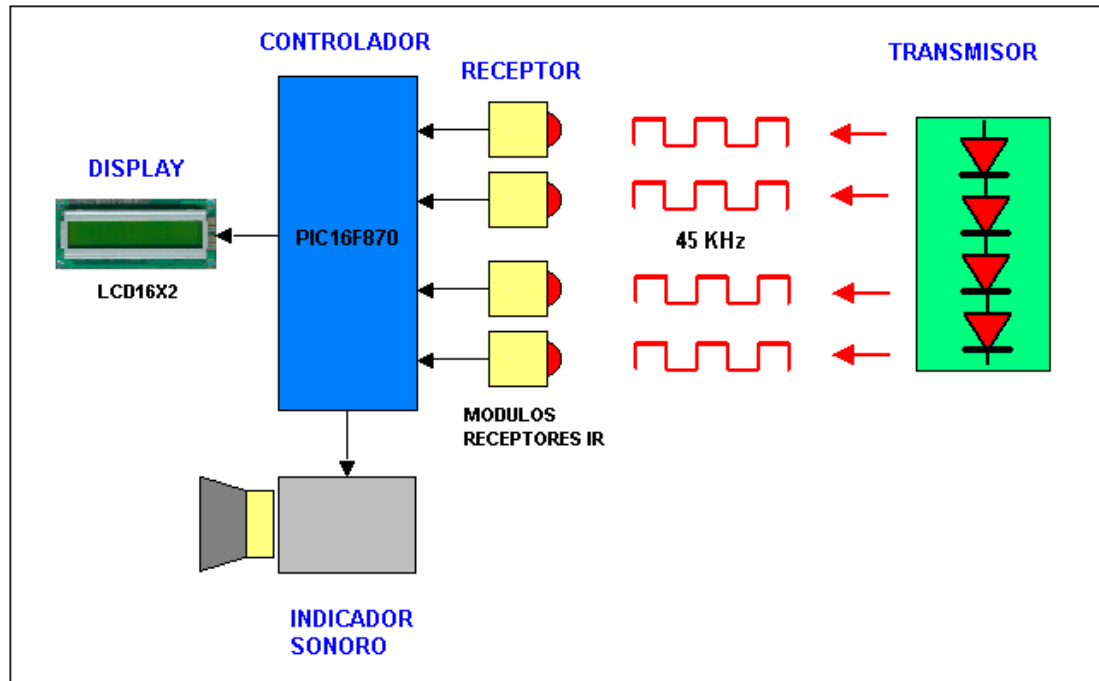 CONTROLADOR
RECEPTOR
TRANSMISOR
DISPLAY
PIC16F870
45 KHz
LCD16X2
MODULOS
RECEPTORES IR
INDICADOR
SONORO